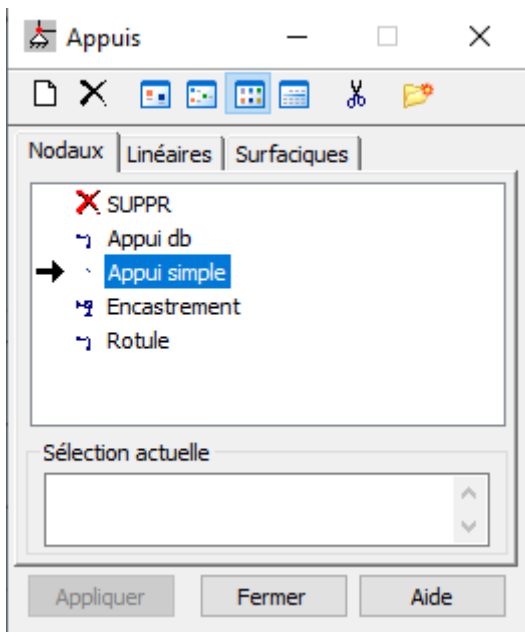 Appuis
Nodaux Linéaires Surfaciques
SUPPR
Appui db
Appui simple
Encastrement
Rotule
Sélection actuelle
Appliquer Fermer Aide